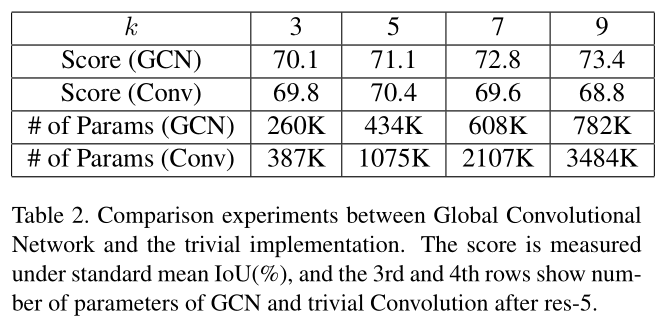 k 3 5 7 9
Score (GCN) 70.1 71.1 72.8 73.4
Score (Conv) 69.8 70.4 69.6 68.8
# of Params (GCN) 260K 434K 608K 782K
# of Params (Conv) 387K 1075K 2107K 3484K
Table 2. Comparison experiments between Global Convolutional
Network and the trivial implementation. The score is measured
under standard mean IoU(%), and the 3rd and 4th rows show num-
ber of parameters of GCN and trivial Convolution after res-5.